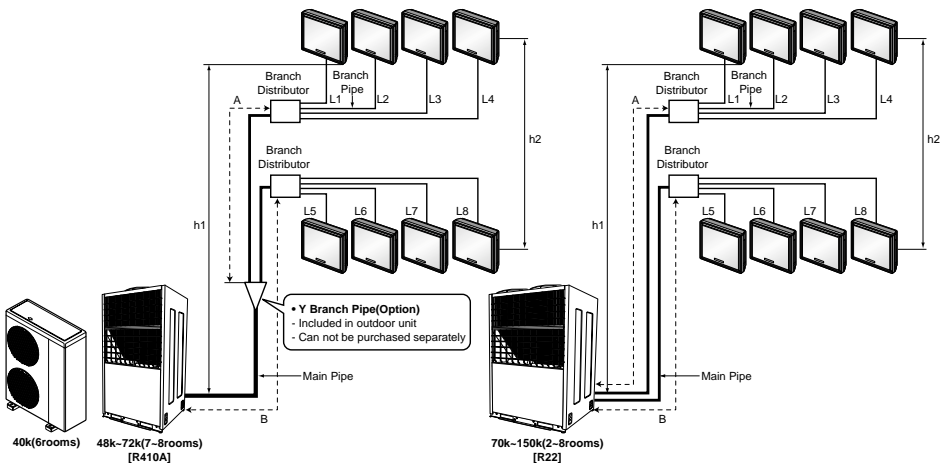 Branch
Distributor
Branch
Pipe
A
L1
L2
L3
L4
Branch
Distributor
h1
h2
L5
L6
L7
L8
• Y Branch Pipe(Option)
- Included in outdoor unit
- Can not be purchased separately
Main Pipe
B
40k(6rooms)
48k~72k(7~8rooms)
[R410A]
Branch
Distributor
Branch
Pipe
A
L1
L2
L3
L4
Branch
Distributor
h1
h2
L5
L6
L7
L8
Main Pipe
B
70k~150k(2~8rooms)
[R22]